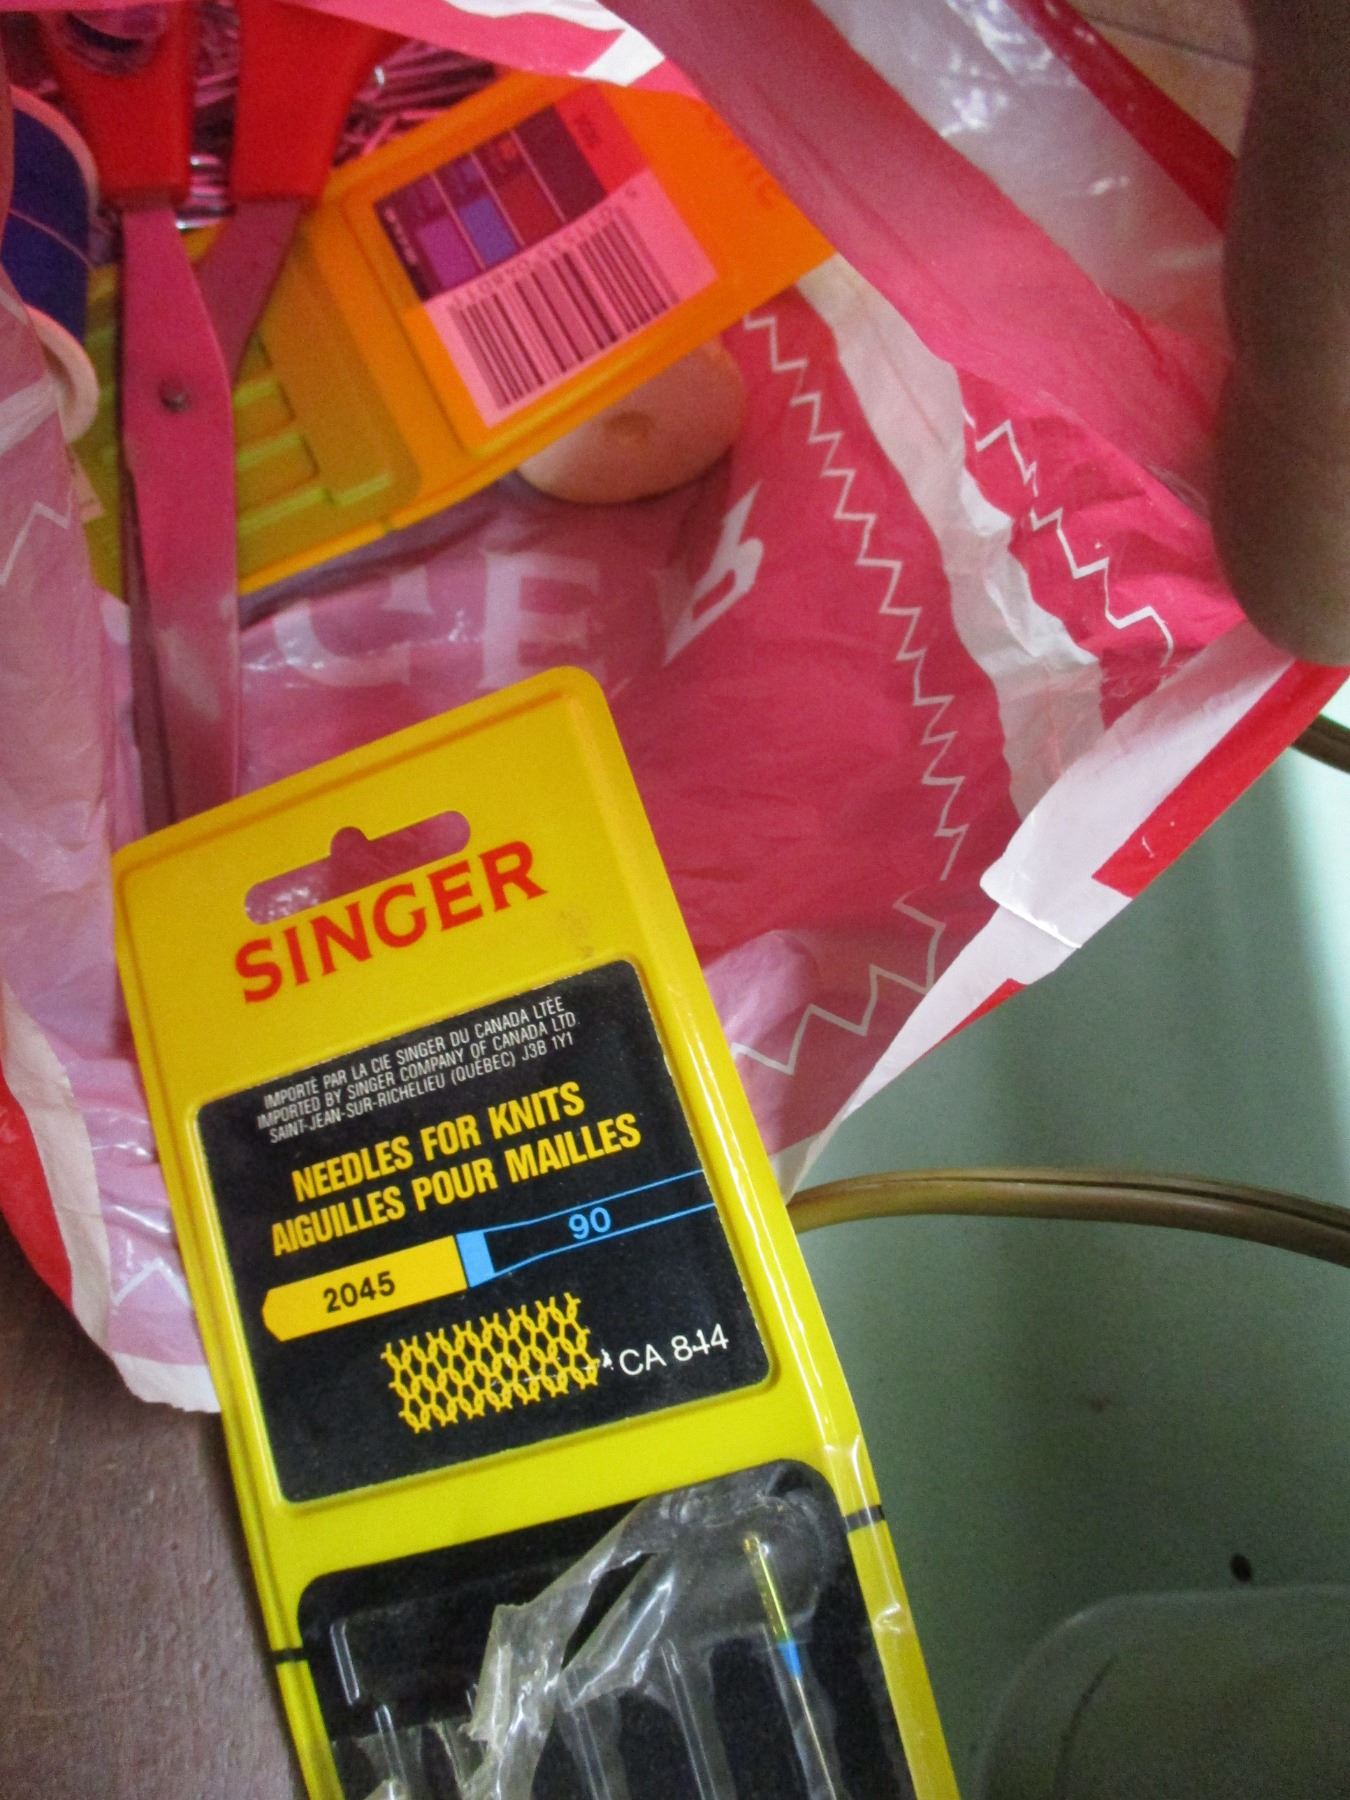 SINGER
IMPORTÉ PAR LA CIE SINGER DU CANADA LTÉE
IMPORTED BY SINGER COMPANY OF CANADA LTD
SAINT-JEAN-SUR-RICHELIEU (QUÉBEC) J3B 1Y1
NEEDLES FOR KNITS
AIGUILLES POUR MAILLES
90
2045
CA 844